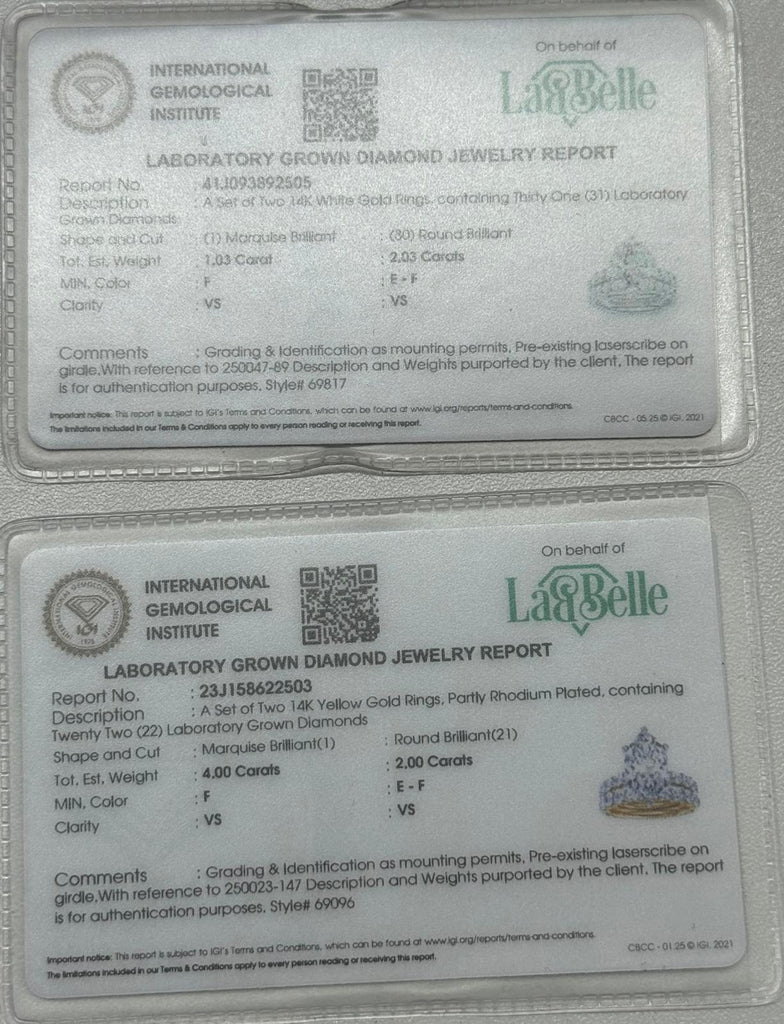 On behalf of
INTERNATIONAL
GEMOLOGICAL
INSTITUTE
La Belle
IGI
LABORATORY GROWN DIAMOND JEWELRY REPORT
Report No. : 41J093892505
Description : A Set of Two 14K White Gold Rings, containing Thirty One (31) Laboratory
Grown Diamonds
Shape and Cut : (1) Marquise Brilliant : (30) Round Brilliant
Tot. Est. Weight : 1.03 Carat : 2.03 Carats
MIN. Color : F : E - F
Clarity : VS : VS
Comments : Grading & Identification as mounting permits, Pre-existing laserscribe on
girdle.With reference to 250047-89 Description and Weights purported by the client, The report
is for authentication purposes. Style# 69817
Important notice: This report is subject to IGI's Terms and Conditions, which can be found at www.igi.org/reports/terms-and-conditions.
The limitations included in our Terms & Conditions apply to every person reading or receiving this report.
CBCC - 05.25 © IGI, 2021
On behalf of
INTERNATIONAL
GEMOLOGICAL
INSTITUTE
La Belle
INTERNATIONAL GEMOLOGICAL INSTITUTE
IGI
1975
LABORATORY GROWN DIAMOND JEWELRY REPORT
Report No. : 23J158622503
Description : A Set of Two 14K Yellow Gold Rings, Partly Rhodium Plated, containing
Twenty Two (22) Laboratory Grown Diamonds
Shape and Cut : Marquise Brilliant(1) : Round Brilliant(21)
Tot. Est. Weight : 4.00 Carats : 2.00 Carats
MIN. Color : F : E - F
Clarity : VS : VS
Comments : Grading & Identification as mounting permits, Pre-existing laserscribe on
girdle.With reference to 250023-147 Description and Weights purported by the client, The report
is for authentication purposes. Style# 69096
Important notice: This report is subject to IGI's Terms and Conditions, which can be found at www.igi.org/reports/terms-and-conditions.
The limitations included in our Terms & Conditions apply to every person reading or receiving this report.
CBCC - 01.25 © IGI, 2021